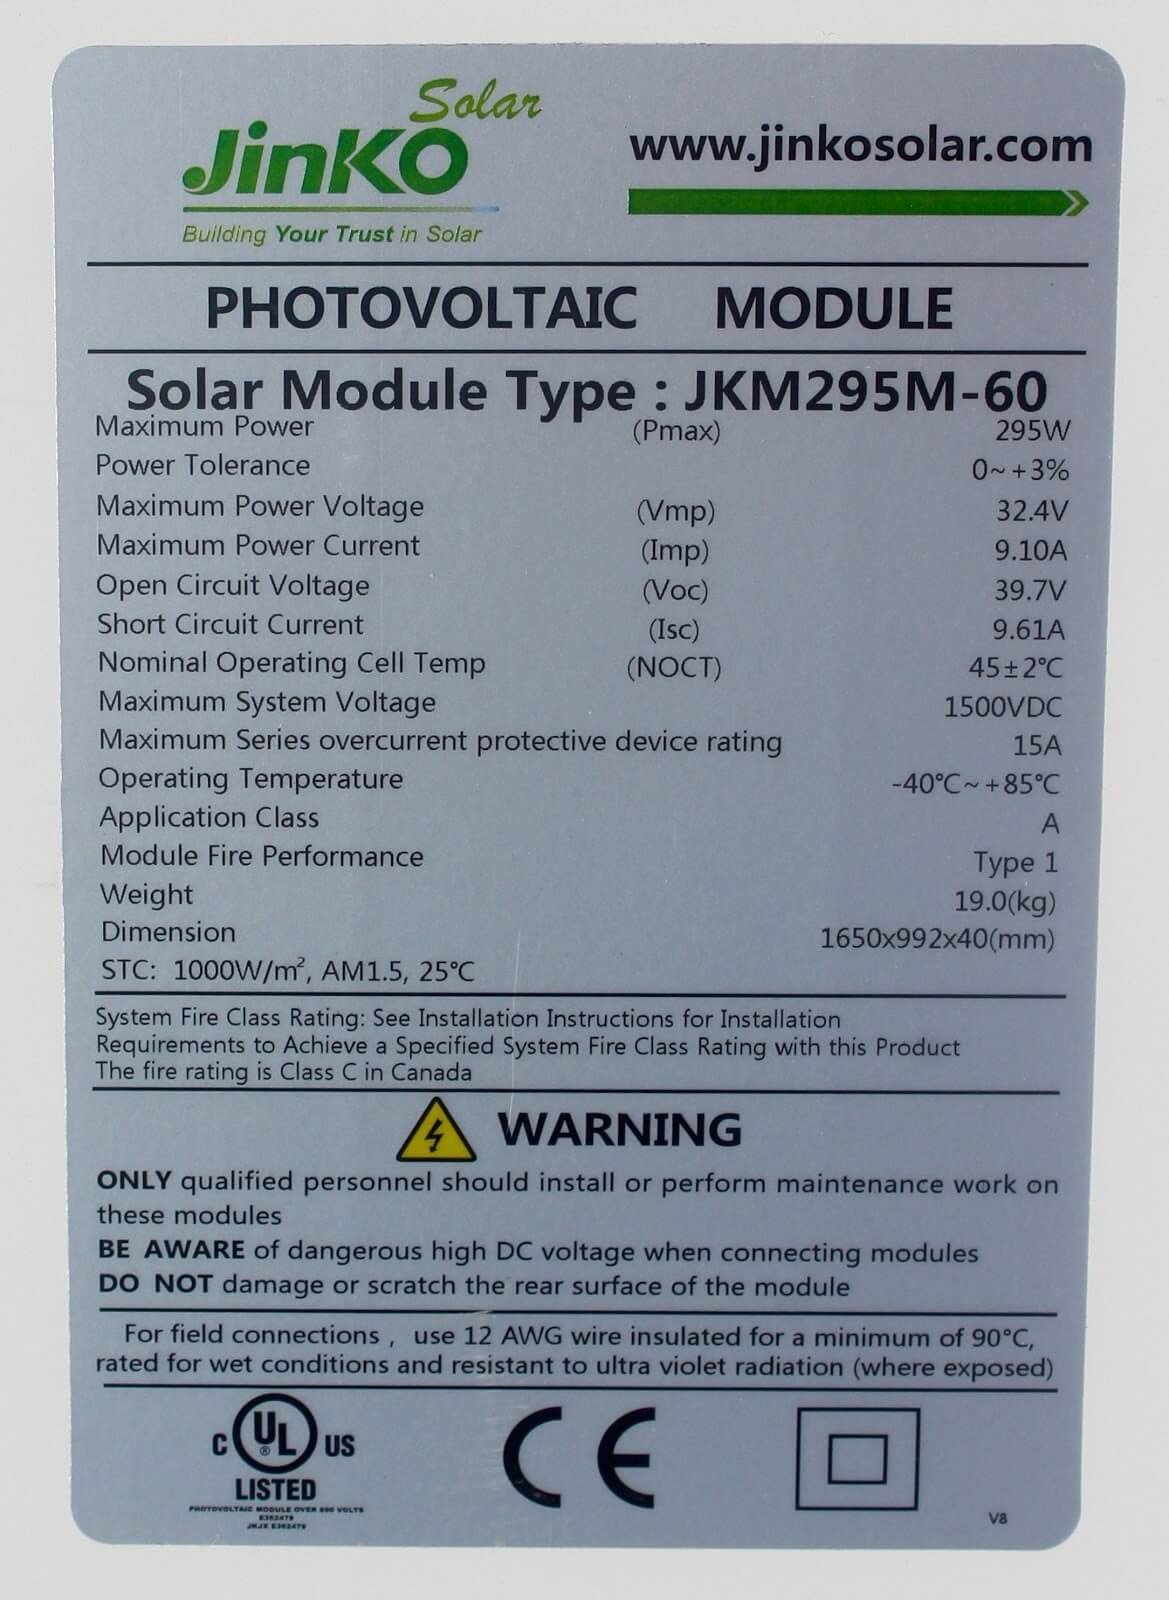 Solar
JinKO
www.jinkosolar.com
Building Your Trust in Solar
PHOTOVOLTAIC MODULE
Solar Module Type : JKM295M-60
Maximum Power (Pmax) 295W
Power Tolerance 0~+3%
Maximum Power Voltage (Vmp) 32.4V
Maximum Power Current (Imp) 9.10A
Open Circuit Voltage (Voc) 39.7V
Short Circuit Current (Isc) 9.61A
Nominal Operating Cell Temp (NOCT) 45±2℃
Maximum System Voltage 1500VDC
Maximum Series overcurrent protective device rating 15A
Operating Temperature -40℃~+85℃
Application Class A
Module Fire Performance Type 1
Weight 19.0(kg)
Dimension 1650x992x40(mm)
STC: 1000W/m², AM1.5, 25℃
System Fire Class Rating: See Installation Instructions for Installation
Requirements to Achieve a Specified System Fire Class Rating with this Product
The fire rating is Class C in Canada
WARNING
ONLY qualified personnel should install or perform maintenance work on
these modules
BE AWARE of dangerous high DC voltage when connecting modules
DO NOT damage or scratch the rear surface of the module
For field connections , use 12 AWG wire insulated for a minimum of 90°C,
rated for wet conditions and resistant to ultra violet radiation (where exposed)
C UL ® US
LISTED
PHOTOVOLTAIC MODULE OVER 600 VOLTS
E362479
JKJX E362479
CE
V8